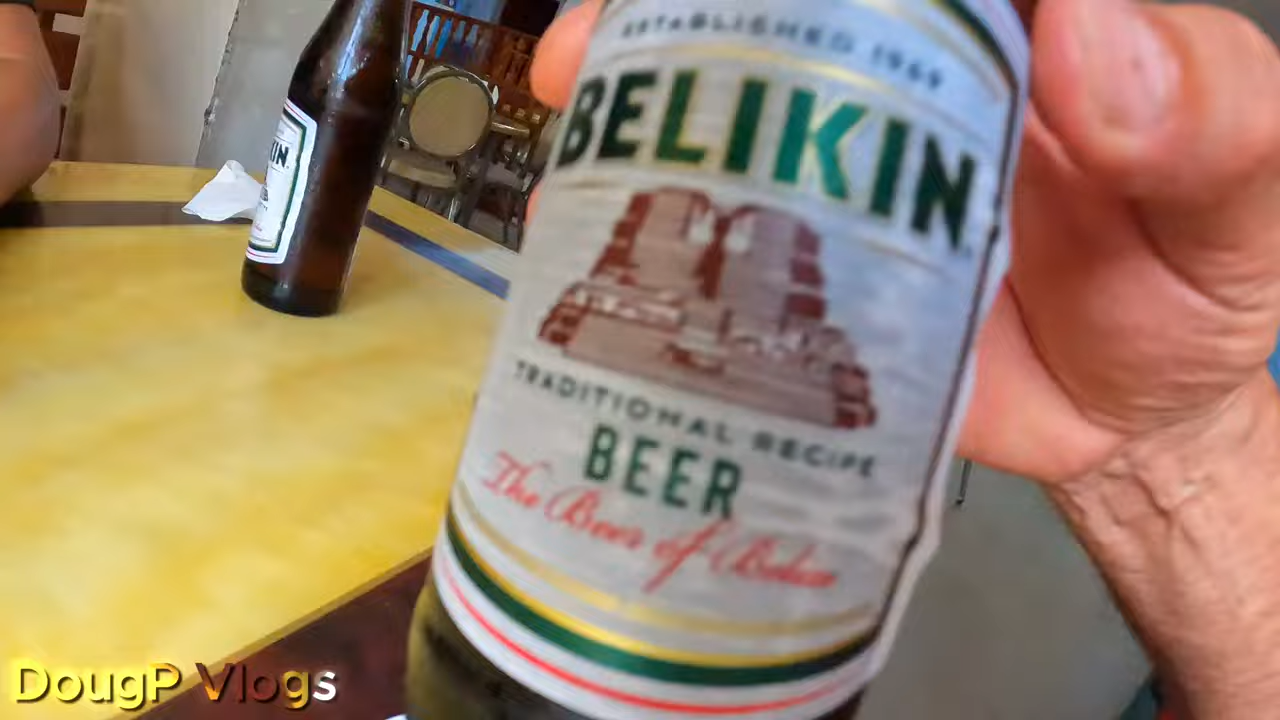 ESTABLISHED 1969
BELIKIN
TRADITIONAL RECIPE
BEER
The Beer of Belize
KIN
DougP Vlogs